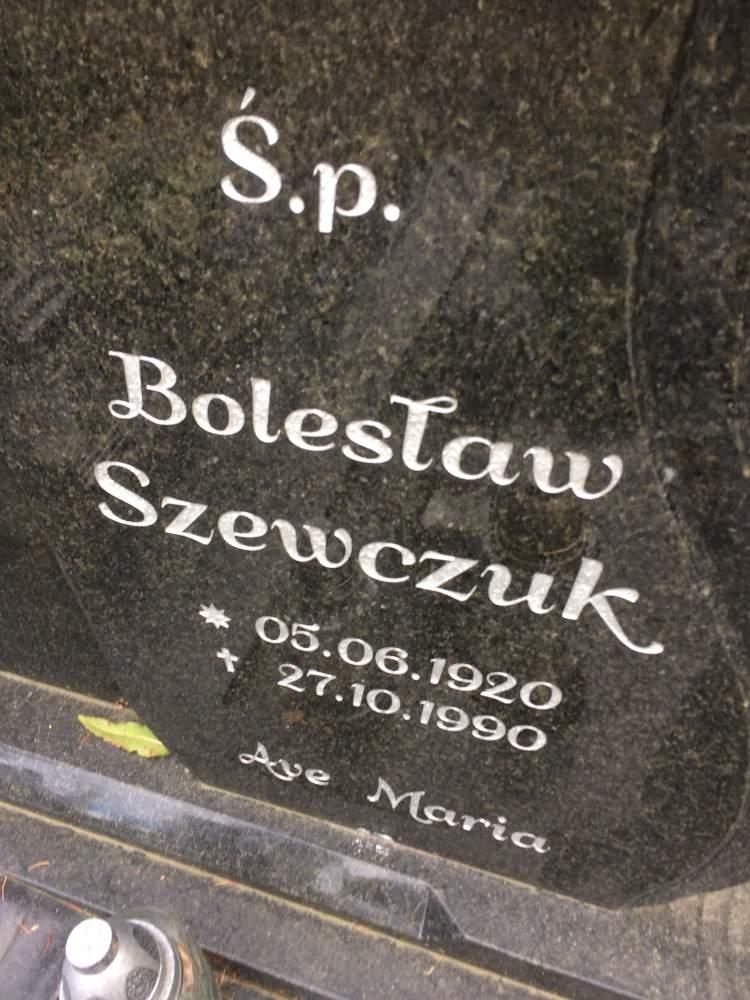 Ś.p.
Bolesław
Szewczuk
* 05.06.1920
✝ 27.10.1990
Ave Maria